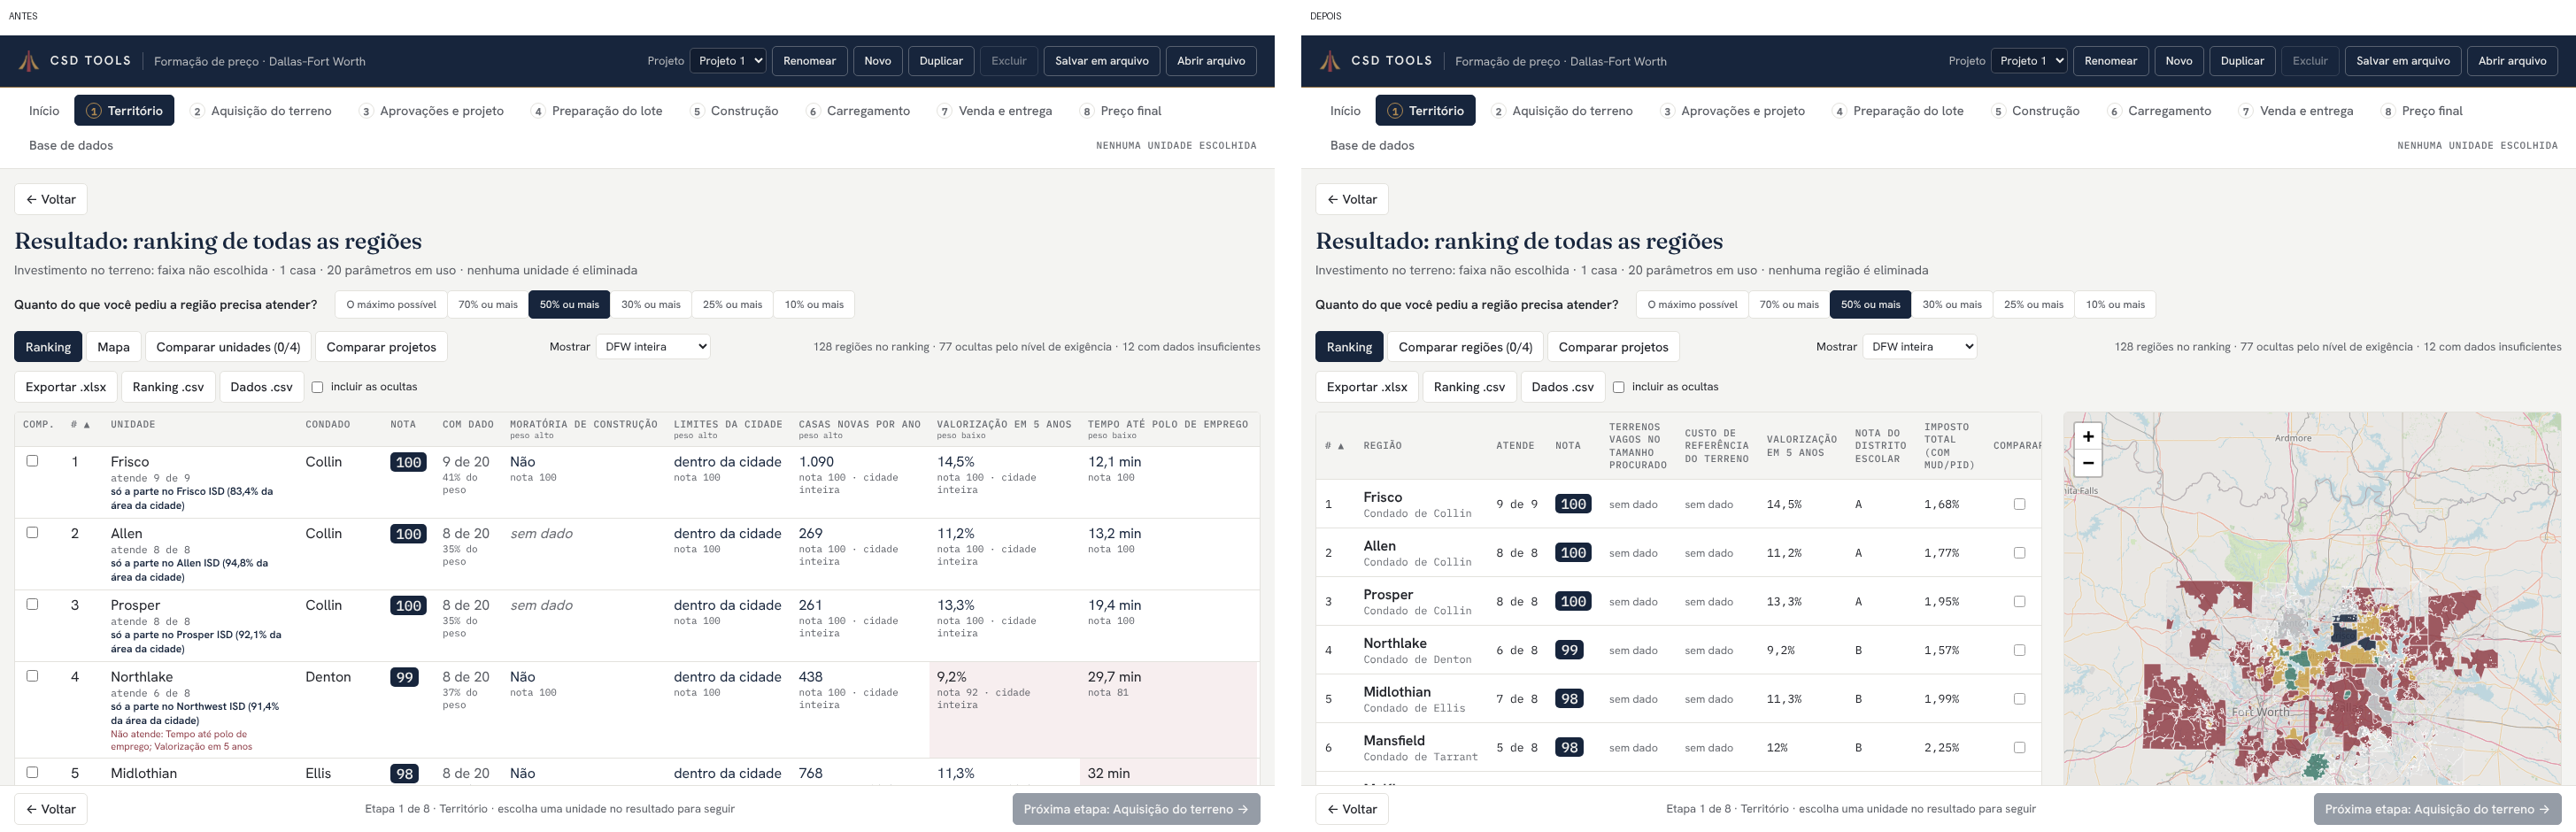 ANTES
CSD TOOLS
Formação de preço · Dallas-Fort Worth
Projeto Projeto 1 Renomear Novo Duplicar Excluir Salvar em arquivo Abrir arquivo
Início 1 Território 2 Aquisição do terreno 3 Aprovações e projeto 4 Preparação do lote 5 Construção 6 Carregamento 7 Venda e entrega 8 Preço final
Base de dados NENHUMA UNIDADE ESCOLHIDA
← Voltar
Resultado: ranking de todas as regiões
Investimento no terreno: faixa não escolhida · 1 casa · 20 parâmetros em uso · nenhuma unidade é eliminada
Quanto do que você pediu a região precisa atender? O máximo possível 70% ou mais 50% ou mais 30% ou mais 25% ou mais 10% ou mais
Ranking Mapa Comparar unidades (0/4) Comparar projetos Mostrar DFW inteira 128 regiões no ranking · 77 ocultas pelo nível de exigência · 12 com dados insuficientes
Exportar .xlsx Ranking .csv Dados .csv incluir as ocultas
COMP. # ▲ UNIDADE CONDADO NOTA COM DADO MORATÓRIA DE CONSTRUÇÃO LIMITES DA CIDADE CASAS NOVAS POR ANO VALORIZAÇÃO EM 5 ANOS TEMPO ATÉ POLO DE EMPREGO
peso alto peso alto peso alto peso baixo peso baixo
1 Frisco Collin 100 9 de 20 Não dentro da cidade 1.090 14,5% 12,1 min
atende 9 de 9 41% do peso nota 100 nota 100 nota 100 · cidade inteira nota 100 · cidade inteira nota 100
só a parte no Frisco ISD (83,4% da
área da cidade)
2 Allen Collin 100 8 de 20 sem dado dentro da cidade 269 11,2% 13,2 min
atende 8 de 8 35% do peso nota 100 nota 100 · cidade inteira nota 100 · cidade inteira nota 100
só a parte no Allen ISD (94,8% da
área da cidade)
3 Prosper Collin 100 8 de 20 sem dado dentro da cidade 261 13,3% 19,4 min
atende 8 de 8 35% do peso nota 100 nota 100 · cidade inteira nota 100 · cidade inteira nota 100
só a parte no Prosper ISD (92,1% da
área da cidade)
4 Northlake Denton 99 8 de 20 Não dentro da cidade 438 9,2% 29,7 min
atende 6 de 8 37% do peso nota 100 nota 100 nota 100 · cidade inteira nota 92 · cidade inteira nota 81
só a parte no Northwest ISD (91,4%
da área da cidade)
Não atende: Tempo até polo de
emprego; Valorização em 5 anos
5 Midlothian Ellis 98 8 de 20 Não dentro da cidade 768 11,3% 32 min
← Voltar Etapa 1 de 8 · Território · escolha uma unidade no resultado para seguir Próxima etapa: Aquisição do terreno →
DEPOIS
CSD TOOLS
Formação de preço · Dallas-Fort Worth
Projeto Projeto 1 Renomear Novo Duplicar Excluir Salvar em arquivo Abrir arquivo
Início 1 Território 2 Aquisição do terreno 3 Aprovações e projeto 4 Preparação do lote 5 Construção 6 Carregamento 7 Venda e entrega 8 Preço final
Base de dados NENHUMA UNIDADE ESCOLHIDA
← Voltar
Resultado: ranking de todas as regiões
Investimento no terreno: faixa não escolhida · 1 casa · 20 parâmetros em uso · nenhuma região é eliminada
Quanto do que você pediu a região precisa atender? O máximo possível 70% ou mais 50% ou mais 30% ou mais 25% ou mais 10% ou mais
Ranking Comparar regiões (0/4) Comparar projetos Mostrar DFW inteira 128 regiões no ranking · 77 ocultas pelo nível de exigência · 12 com dados insuficientes
Exportar .xlsx Ranking .csv Dados .csv incluir as ocultas
# ▲ REGIÃO ATENDE NOTA TERRENOS VAGOS NO TAMANHO PROCURADO CUSTO DE REFERÊNCIA DO TERRENO VALORIZAÇÃO EM 5 ANOS NOTA DO DISTRITO ESCOLAR IMPOSTO TOTAL (COM MUD/PID) COMPARAR
1 Frisco 9 de 9 100 sem dado sem dado 14,5% A 1,68%
Condado de Collin
2 Allen 8 de 8 100 sem dado sem dado 11,2% A 1,77%
Condado de Collin
3 Prosper 8 de 8 100 sem dado sem dado 13,3% A 1,95%
Condado de Collin
4 Northlake 6 de 8 99 sem dado sem dado 9,2% B 1,57%
Condado de Denton
5 Midlothian 7 de 8 98 sem dado sem dado 11,3% B 1,99%
Condado de Ellis
6 Mansfield 5 de 8 98 sem dado sem dado 12% B 2,25%
Condado de Tarrant
+
−
Ardmore
ita Falls
Fort Worth
← Voltar Etapa 1 de 8 · Território · escolha uma unidade no resultado para seguir Próxima etapa: Aquisição do terreno →